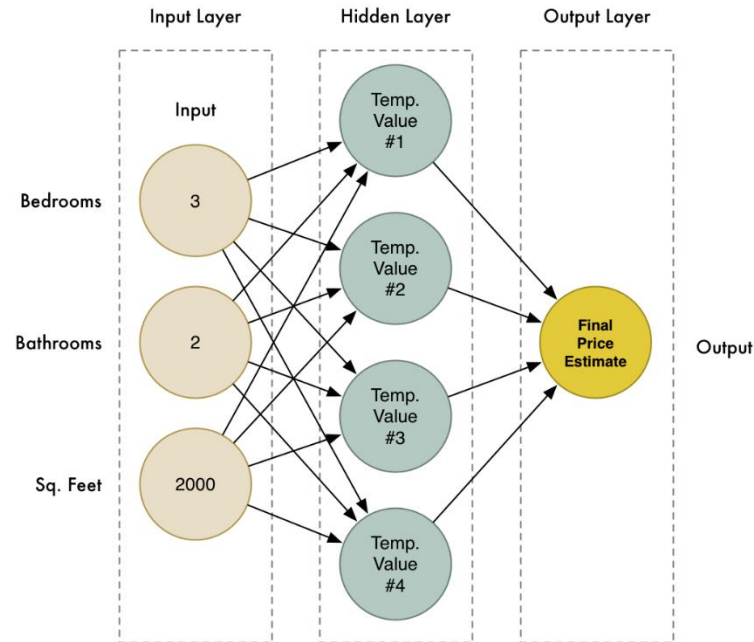 Input Layer
Hidden Layer
Output Layer
Input
Bedrooms
3
Bathrooms
2
Sq. Feet
2000
Temp.
Value
#1
Temp.
Value
#2
Temp.
Value
#3
Temp.
Value
#4
Final
Price
Estimate
Output